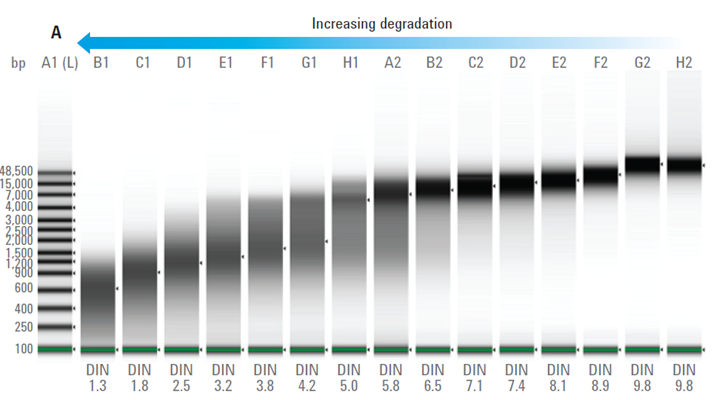 A
Increasing degradation
bp A1 (L) B1 C1 D1 E1 F1 G1 H1 A2 B2 C2 D2 E2 F2 G2 H2
48,500
15,000
7,000
4,000
3,000
2,500
2,000
1,500
1,200
900
600
400
250
100
DIN DIN DIN DIN DIN DIN DIN DIN DIN DIN DIN DIN DIN DIN DIN
1.3 1.8 2.5 3.2 3.8 4.2 5.0 5.8 6.5 7.1 7.4 8.1 8.9 9.8 9.8